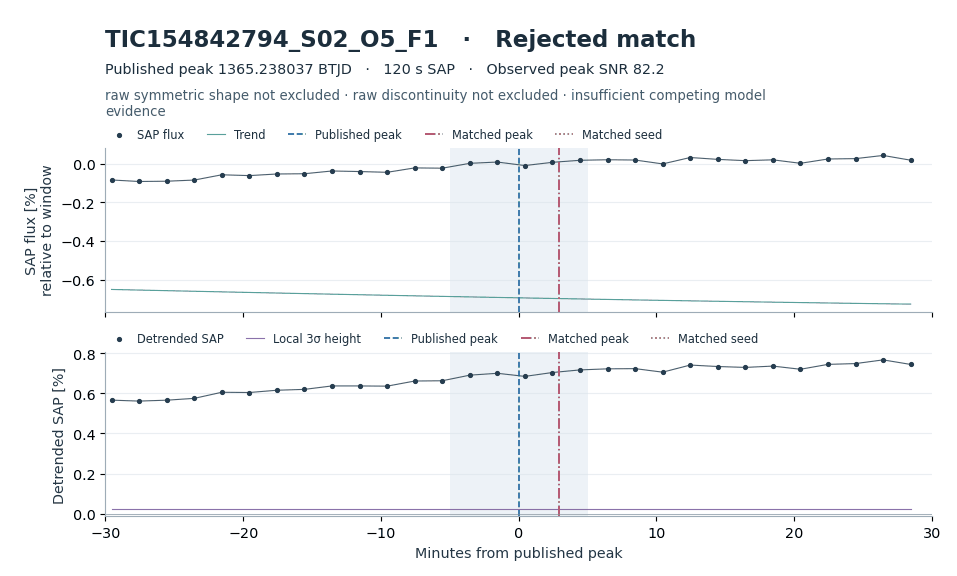 TIC154842794_S02_O5_F1 · Rejected match
Published peak 1365.238037 BTJD · 120 s SAP · Observed peak SNR 82.2
raw symmetric shape not excluded · raw discontinuity not excluded · insufficient competing model
evidence
SAP flux Trend Published peak Matched peak Matched seed
SAP flux [%]
relative to window
0.0
−0.2
−0.4
−0.6
Detrended SAP Local 3σ height Published peak Matched peak Matched seed
Detrended SAP [%]
0.8
0.6
0.4
0.2
0.0
−30 −20 −10 0 10 20 30
Minutes from published peak